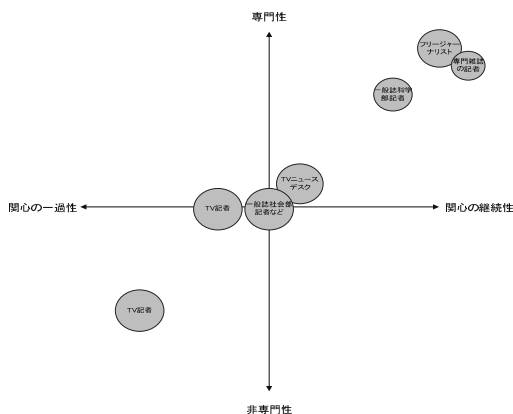 専門性
フリージャー
ナリスト
専門雑誌
の記者
一般誌科学
部記者
TVニュース
デスク
関心の一過性
TV記者
一般誌社会部
記者など
関心の継続性
TV記者
非専門性